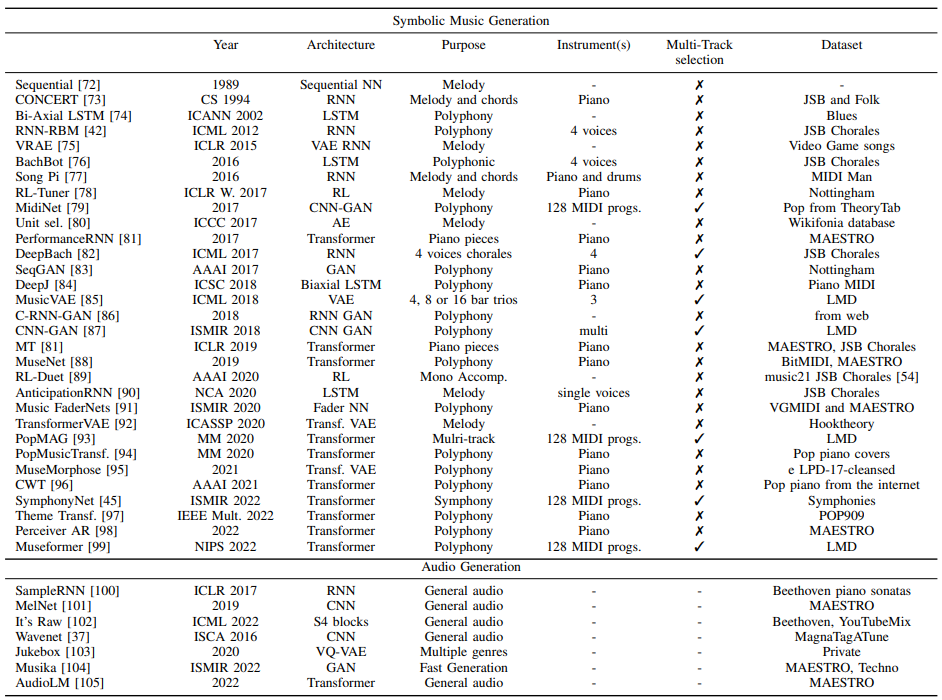 Symbolic Music Generation
Year Architecture Purpose Instrument(s) Multi-Track selection Dataset
Sequential [72] 1989 Sequential NN Melody - ✗ -
CONCERT [73] CS 1994 RNN Melody and chords Piano ✗ JSB and Folk
Bi-Axial LSTM [74] ICANN 2002 LSTM Polyphony - ✗ Blues
RNN-RBM [42] ICML 2012 RNN Polyphony 4 voices ✗ JSB Chorales
VRAE [75] ICLR 2015 VAE RNN Melody - ✗ Video Game songs
BachBot [76] 2016 LSTM Polyphonic 4 voices ✗ JSB Chorales
Song Pi [77] 2016 RNN Melody and chords Piano and drums ✗ MIDI Man
RL-Tuner [78] ICLR W. 2017 RL Melody Piano ✗ Nottingham
MidiNet [79] 2017 CNN-GAN Polyphony 128 MIDI progs. ✓ Pop from TheoryTab
Unit sel. [80] ICCC 2017 AE Melody - ✗ Wikifonia database
PerformanceRNN [81] 2017 Transformer Piano pieces Piano ✗ MAESTRO
DeepBach [82] ICML 2017 RNN 4 voices chorales 4 ✓ JSB Chorales
SeqGAN [83] AAAI 2017 GAN Polyphony Piano ✗ Nottingham
DeepJ [84] ICSC 2018 Biaxial LSTM Polyphony Piano ✗ Piano MIDI
MusicVAE [85] ICML 2018 VAE 4, 8 or 16 bar trios 3 ✓ LMD
C-RNN-GAN [86] 2018 RNN GAN Polyphony - ✗ from web
CNN-GAN [87] ISMIR 2018 CNN GAN Polyphony multi ✓ LMD
MT [81] ICLR 2019 Transformer Piano pieces Piano ✗ MAESTRO, JSB Chorales
MuseNet [88] 2019 Transformer Polyphony Piano ✗ BitMIDI, MAESTRO
RL-Duet [89] AAAI 2020 RL Mono Accomp. - ✗ music21 JSB Chorales [54]
AnticipationRNN [90] NCA 2020 LSTM Melody single voices ✗ JSB Chorales
Music FaderNets [91] ISMIR 2020 Fader NN Polyphony Piano ✗ VGMIDI and MAESTRO
TransformerVAE [92] ICASSP 2020 Transf. VAE Melody - ✗ Hooktheory
PopMAG [93] MM 2020 Transformer Mulri-track 128 MIDI progs. ✓ LMD
PopMusicTransf. [94] MM 2020 Transformer Polyphony Piano ✗ Pop piano covers
MuseMorphose [95] 2021 Transf. VAE Polyphony Piano ✗ e LPD-17-cleansed
CWT [96] AAAI 2021 Transformer Polyphony Piano ✗ Pop piano from the internet
SymphonyNet [45] ISMIR 2022 Transformer Symphony 128 MIDI progs. ✓ Symphonies
Theme Transf. [97] IEEE Mult. 2022 Transformer Polyphony Piano ✗ POP909
Perceiver AR [98] 2022 Transformer Polyphony Piano ✗ MAESTRO
Museformer [99] NIPS 2022 Transformer Polyphony 128 MIDI progs. ✓ LMD
Audio Generation
SampleRNN [100] ICLR 2017 RNN General audio - - Beethoven piano sonatas
MelNet [101] 2019 CNN General audio - - MAESTRO
It's Raw [102] ICML 2022 S4 blocks General audio - - Beethoven, YouTubeMix
Wavenet [37] ISCA 2016 CNN General audio - - MagnaTagATune
Jukebox [103] 2020 VQ-VAE Multiple genres - - Private
Musika [104] ISMIR 2022 GAN Fast Generation - - MAESTRO, Techno
AudioLM [105] 2022 Transformer General audio - - MAESTRO